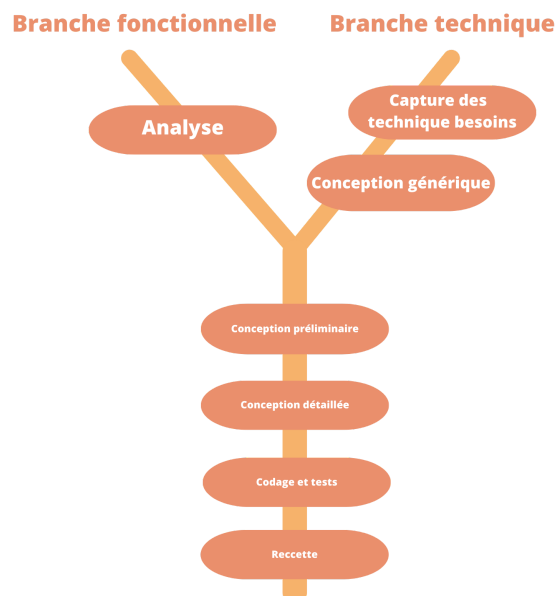 Branche fonctionnelle
Branche technique
Analyse
Capture des
technique besoins
Conception générique
Conception préliminaire
Conception détaillée
Codage et tests
Reccette